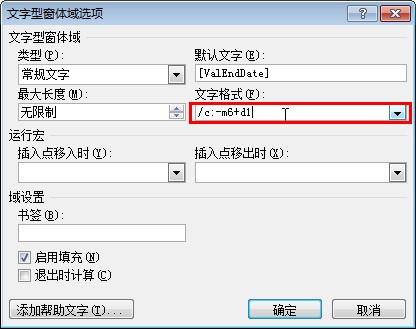 文字型窗体域选项
文字型窗体域
类型(P):
默认文字(E):
常规文字
[ValEndDate]
最大长度(M):
文字格式(F):
无限制
/c:-m6+d1
运行宏
插入点移入时(Y):
插入点移出时(X):
域设置
书签(B):
启用填充(N)
退出时计算(C)
添加帮助文字(T)...
确定
取消